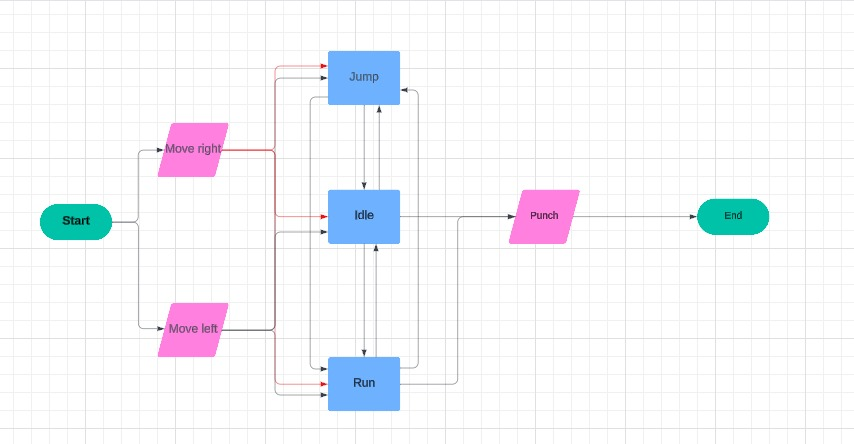 Jump
Move right
Start
Idle
Punch
End
Move left
Run